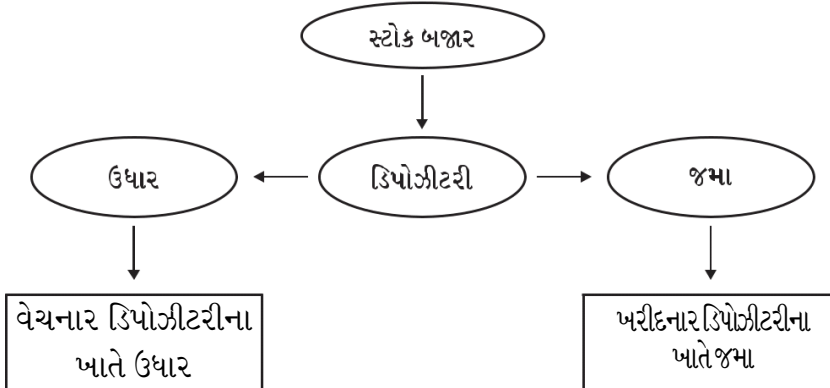 સ્ટોક બજાર
ઉધાર
ડિપોઝીટરી
જમા
વેચનાર ડિપોઝીટરીના
ખાતે ઉધાર
ખરીદનાર ડિપોઝીટરીના
ખાતે જમા